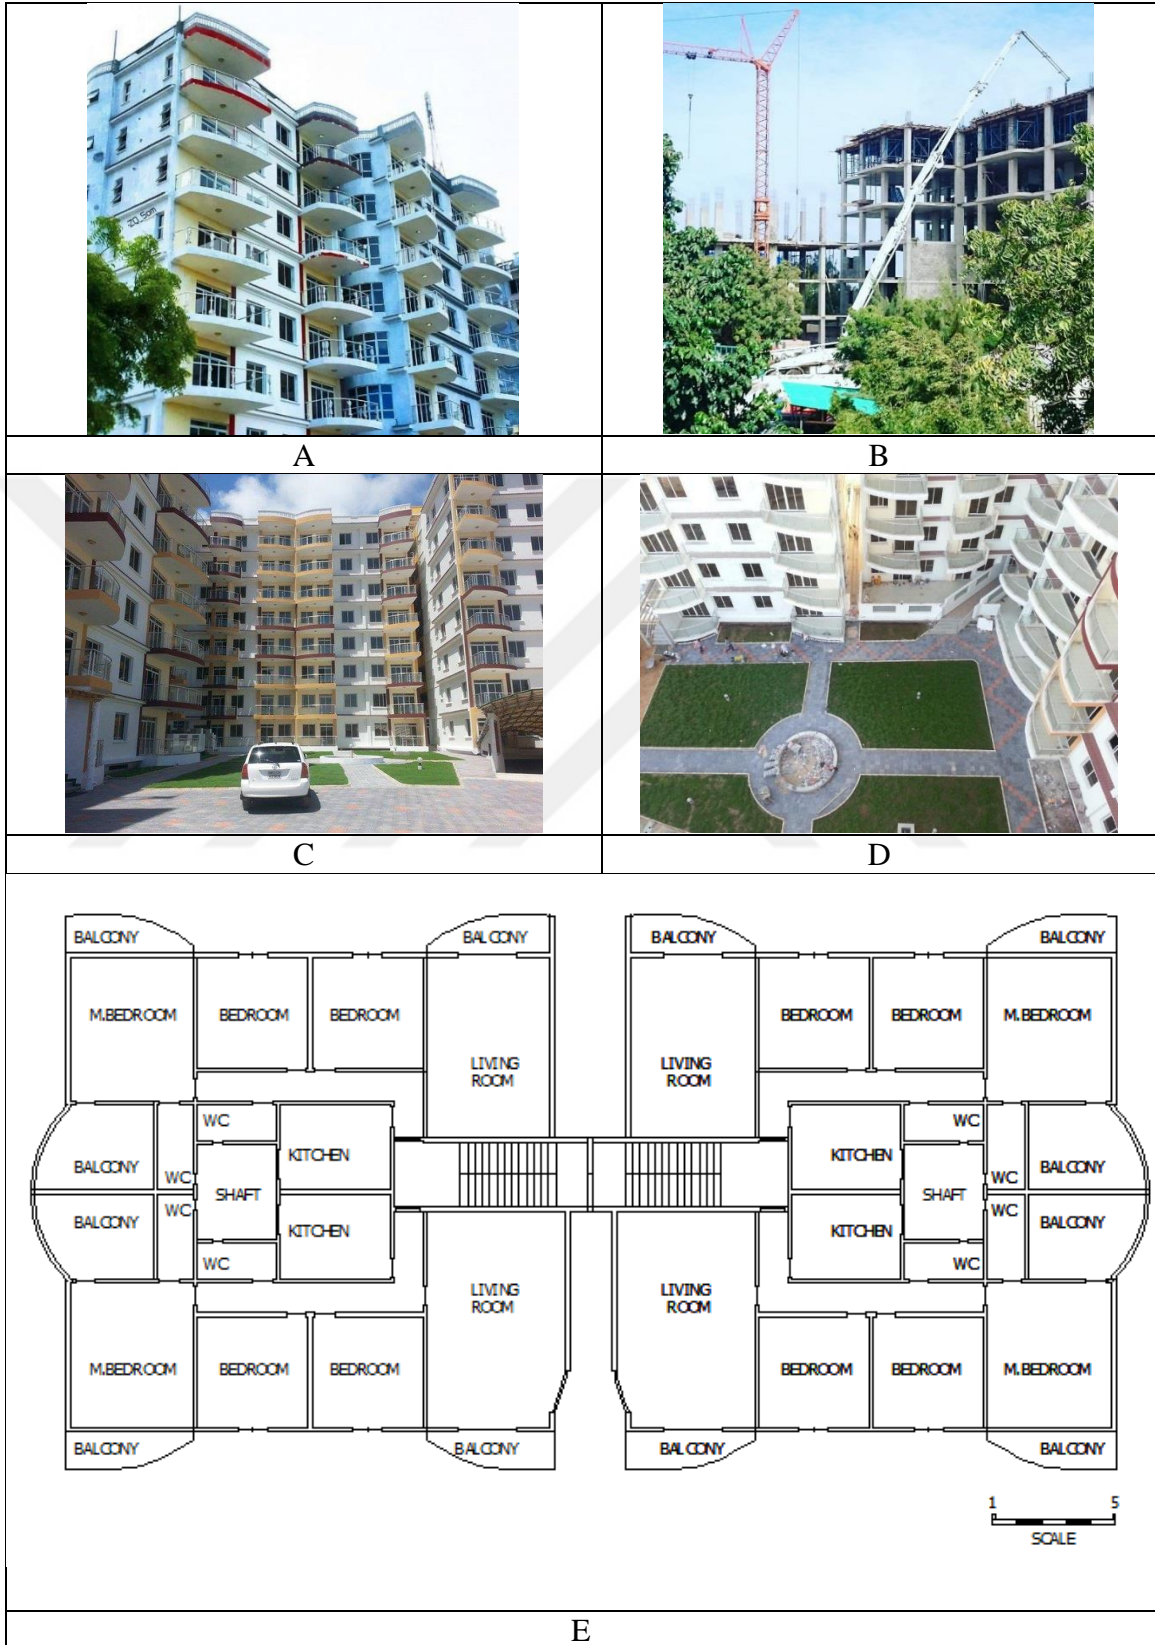 20.5cm
A
B
C
D
BALCONY BALCONY BALCONY BALCONY
M.BEDROOM BEDROOM BEDROOM BEDROOM BEDROOM M.BEDROOM
LIVING ROOM LIVING ROOM
WC WC
KITCHEN KITCHEN
BALCONY WC SHAFT SHAFT WC BALCONY
BALCONY WC KITCHEN KITCHEN WC BALCONY
WC WC
LIVING ROOM LIVING ROOM
M.BEDROOM BEDROOM BEDROOM BEDROOM BEDROOM M.BEDROOM
BALCONY BALCONY BALCONY BALCONY
1 5
SCALE
E